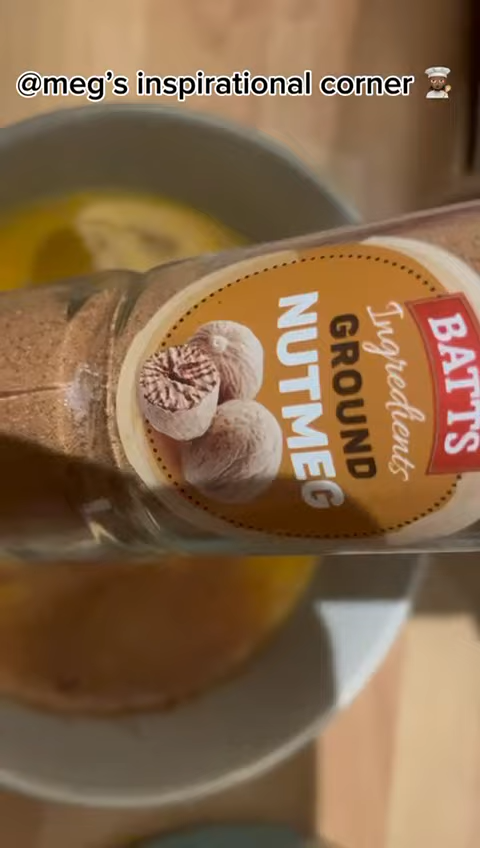 @meg's inspirational corner 👨🏾‍🍳
BATTS
Ingredients
GROUND
NUTMEG